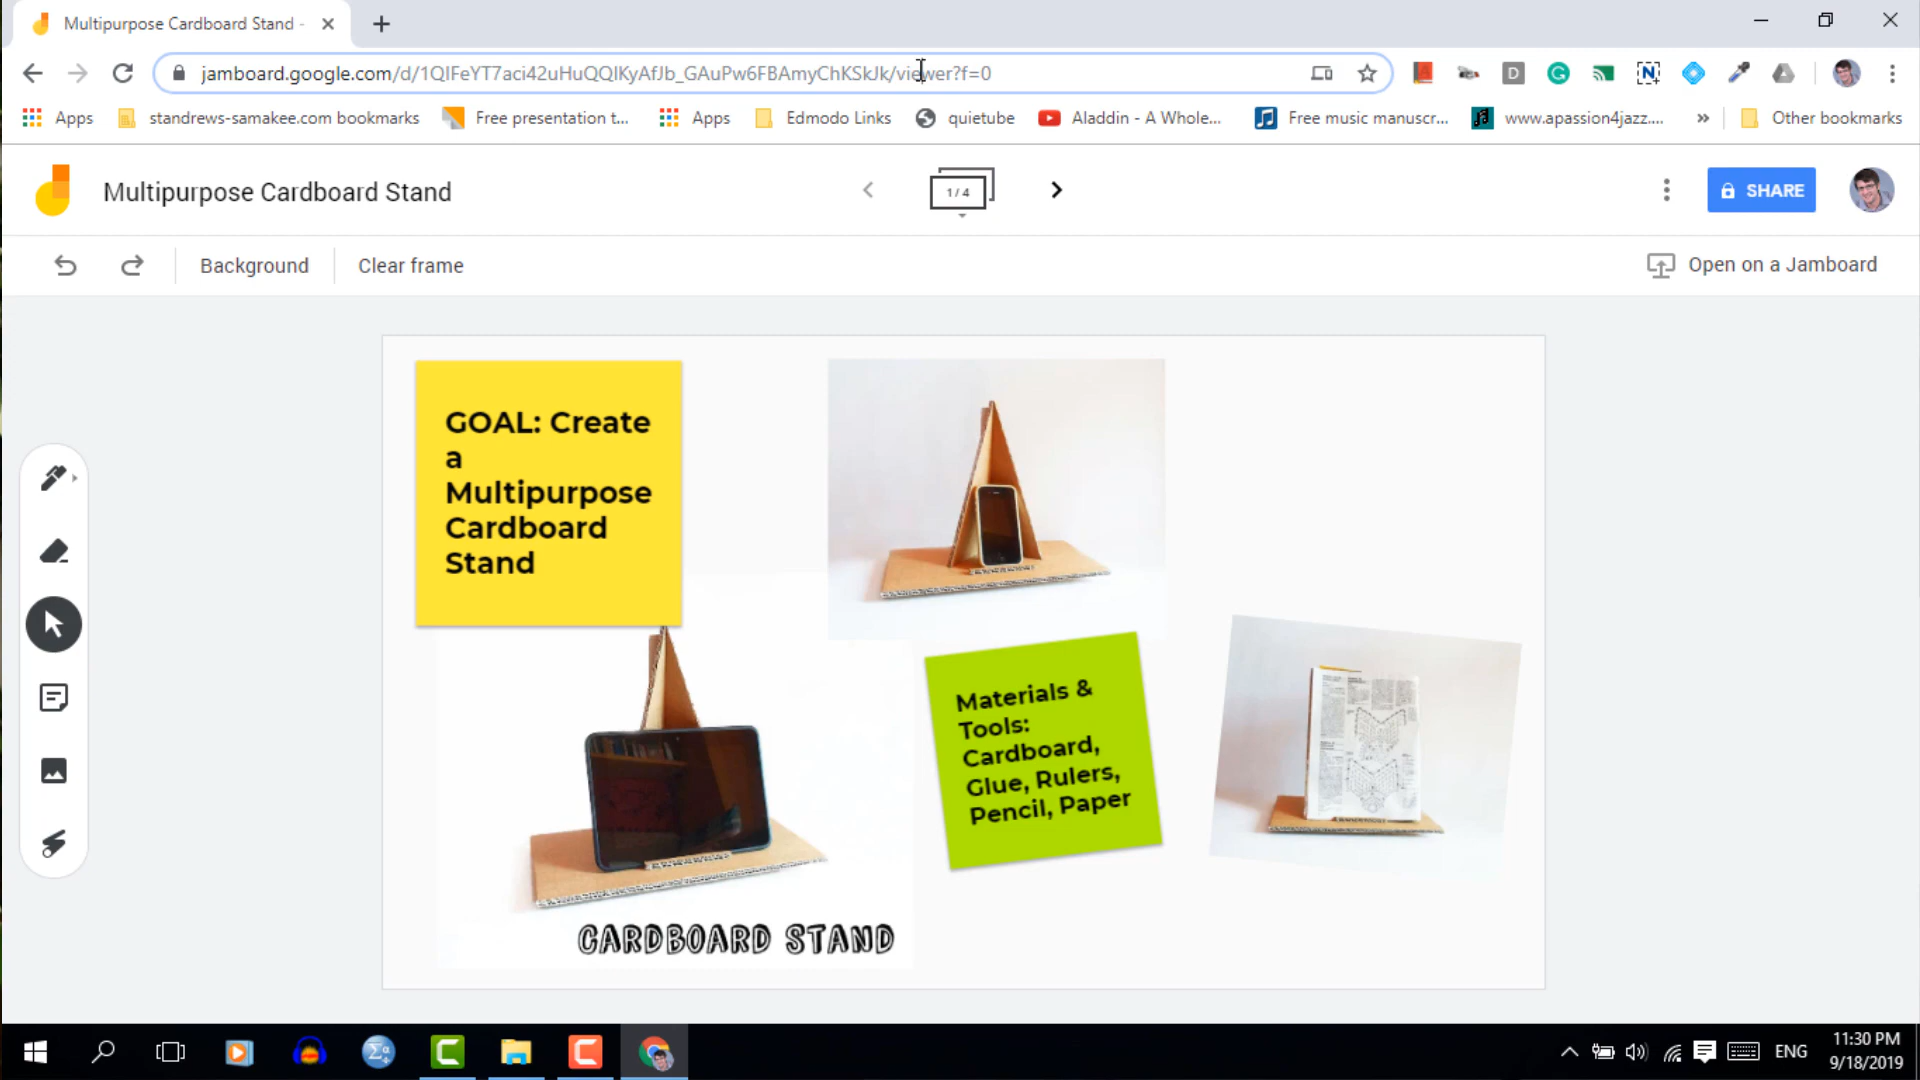 Multipurpose Cardboard Stand -
jamboard.google.com/d/1QIFeYT7aci42uHuQQlKyAfJb_GAuPw6FBAmyChKSkJk/viewer?f=0
Apps standrews-samakee.com bookmarks Free presentation t... Apps Edmodo Links quietube Aladdin - A Whole... Free music manuscr... www.apassion4jazz.... » Other bookmarks
Multipurpose Cardboard Stand
1 / 4
SHARE
Background Clear frame
Open on a Jamboard
GOAL: Create
a
Multipurpose
Cardboard
Stand
Materials &
Tools:
Cardboard,
Glue, Rulers,
Pencil, Paper
CARDBOARD STAND
ENG
11:30 PM
9/18/2019